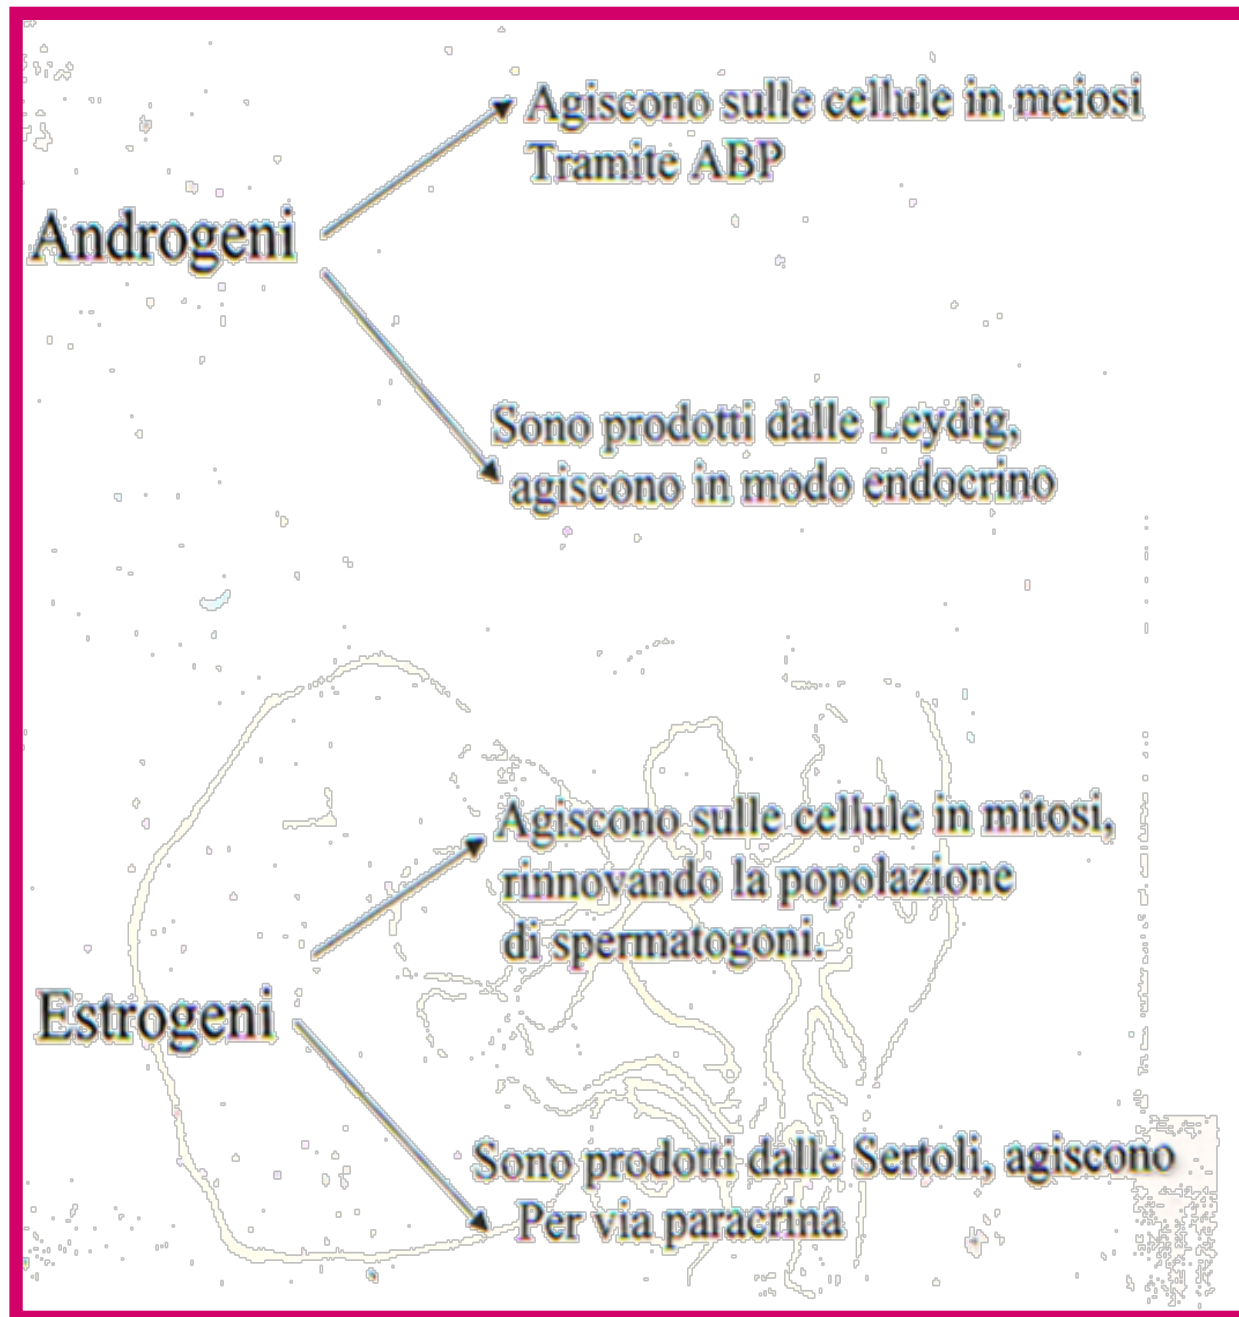 Agiscono sulle cellule in meiosi
Tramite ABP
Androgeni
Sono prodotti dalle Leydig,
agiscono in modo endocrino
Agiscono sulle cellule in mitosi,
rinnovando la popolazione
di spermatogoni.
Estrogeni
Sono prodotti dalle Sertoli, agiscono
Per via paracrina